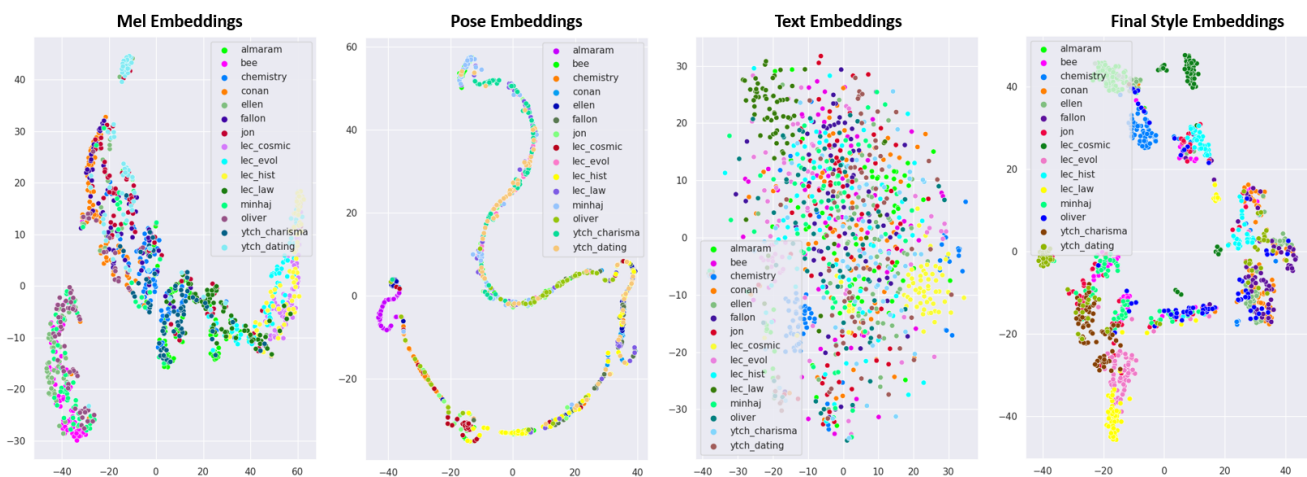 Mel Embeddings
40
30
20
10
0
−10
−20
−30
almaram
bee
chemistry
conan
ellen
fallon
jon
lec_cosmic
lec_evol
lec_hist
lec_law
minhaj
oliver
ytch_charisma
ytch_dating
−40 −20 0 20 40 60
Pose Embeddings
60
40
20
0
−20
almaram
bee
chemistry
conan
ellen
fallon
jon
lec_cosmic
lec_evol
lec_hist
lec_law
minhaj
oliver
ytch_charisma
ytch_dating
−40 −20 0 20 40
Text Embeddings
30
20
10
0
−10
−20
−30
almaram
bee
chemistry
conan
ellen
fallon
jon
lec_cosmic
lec_evol
lec_hist
lec_law
minhaj
oliver
ytch_charisma
ytch_dating
−40 −30 −20 −10 0 10 20 30
Final Style Embeddings
40
20
0
−20
−40
almaram
bee
chemistry
conan
ellen
fallon
jon
lec_cosmic
lec_evol
lec_hist
lec_law
minhaj
oliver
ytch_charisma
ytch_dating
−40 −20 0 20 40